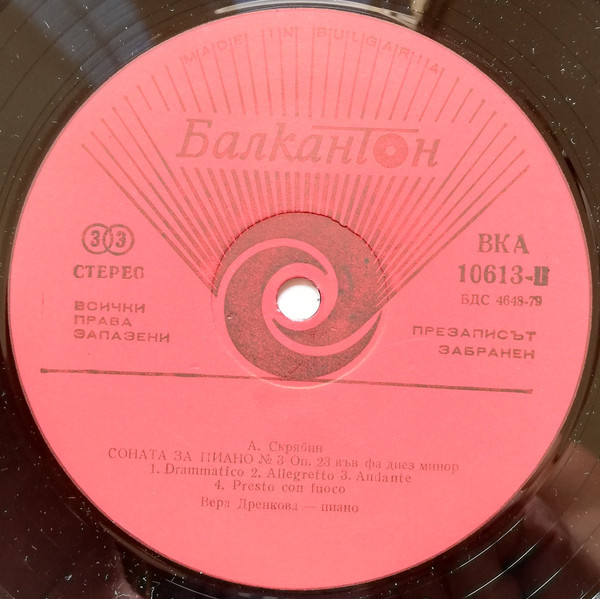 MADE IN BULGARIA
Балкантон
33
СТЕРЕО
ВСИЧКИ
ПРАВА
ЗАПАЗЕНИ
ВКА
10613-II
БДС 4648-79
ПРЕЗАПИСЪТ
ЗАБРАНЕН
А. Скрябин
СОНАТА ЗА ПИАНО № 3 Оп. 23 във фа диез минор
1. Drammatico 2. Allegretto 3. Andante
4. Presto con fuoco
Вера Дренкова — пиано